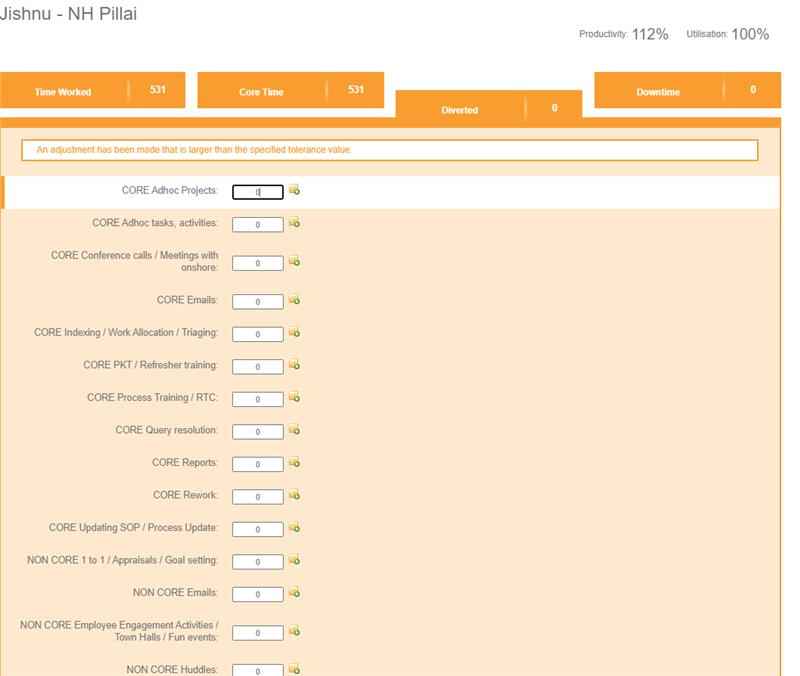 Jishnu - NH Pillai
Productivity: 112% Utilisation: 100%
Time Worked 531
Core Time 531
Diverted 0
Downtime 0
An adjustment has been made that is larger than the specified tolerance value.
CORE Adhoc Projects: 0
CORE Adhoc tasks, activities: 0
CORE Conference calls / Meetings with
onshore: 0
CORE Emails: 0
CORE Indexing / Work Allocation / Triaging: 0
CORE PKT / Refresher training: 0
CORE Process Training / RTC: 0
CORE Query resolution: 0
CORE Reports: 0
CORE Rework: 0
CORE Updating SOP / Process Update: 0
NON CORE 1 to 1 / Appraisals / Goal setting: 0
NON CORE Emails: 0
NON CORE Employee Engagement Activities /
Town Halls / Fun events: 0
NON CORE Huddles: 0